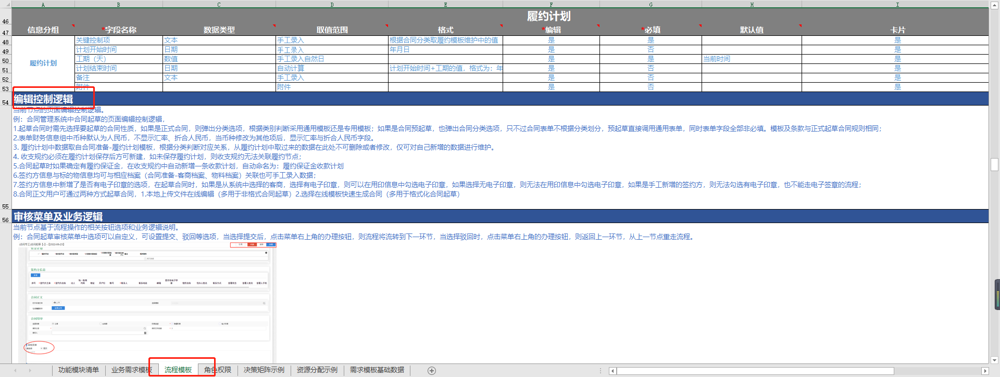 A B C D E F G H I
46 履约计划
47 信息分组 *字段名称 数据类型 取值范围 格式 *编辑 *必填 默认值 卡片
48 关键控制项 文本 手工录入 根据合同分类取履约模板维护中的值 是 是 是
49 计划开始时间 日期 手工录入 年月日 是 否 是
50 履约计划 工期（天） 数值 手工录入自然日 是 是 当前时间 是
51 计划结束时间 日期 自动计算 计划开始时间+工期的值，格式为：年 是 否 是
52 备注 文本 手工录入 是 否 是
53 附件 附件 是 否 是
54 编辑控制逻辑
当前节点的页面编辑控制逻辑。
例：合同管理系统中合同起草的页面编辑控制逻辑，
1.起草合同时需先选择要起草的合同性质，如果是正式合同，则弹出分类选项，根据类别判断采用通用模板还是专用模板；如果是合同预起草，也弹出合同分类选项，只不过合同表单不根据分类划分，预起草直接调用通用表单，同时表单字段全部非必填。模板及条款与正式起草合同规则相同；
2.表单财务信息组中币种默认为人民币，不显示汇率、折合人民币，当币种修改为其他项后，显示汇率与折合人民币字段。
3. 履约计划中数据取自合同准备-履约计划模板，根据分类判断对应关系，从履约计划中取过来的数据在此处不可删除或者修改，仅可对自己新增的数据进行维护。
4. 收支规约必须在履约计划保存后方可新建，如未保存履约计划，则收支规约无法关联履约节点；
5.合同起草时如果确定有履约保证金，在收支规约中自动新增一条收款计划，自动命名为：履约保证金收款计划
6.签约方信息与标的物信息均可与相应档案（合同准备-客商档案、物料档案）关联也可手工录入数据；
7.签约方信息中新增了是否有电子印章的选项，在起草合同时，如果是从系统中选择的客商，选择有电子印章，则可以在用印信息中勾选电子印章，如果选择无电子印章，则无法在用印信息中勾选电子印章，如果是手工新增的签约方，则无法勾选有电子印章，也不能走电子签章的流程；
8.合同正文用户可通过两种方式起草合同，1.本地上传文件在线编辑（多用于非格式合同起草）2.选择在线模板快速生成合同（多用于格式化合同起草）
55
56 审核菜单及业务逻辑
当前节点基于流程操作的相关按钮选项和业务逻辑说明。
例：合同起草审核菜单中选项可以自定义，可设置提交、驳回等选项，当选择提交后，点击菜单右上角的办理按钮，则流程将流转到下一环节，当选择驳回时，点击菜单右上角的办理按钮，则返回上一环节，从上一节点重走流程。
签约方信息
合同正文
合同用印
功能模块清单 业务需求模板 流程模板 角色权限 决策矩阵示例 资源分配示例 需求模板基础数据